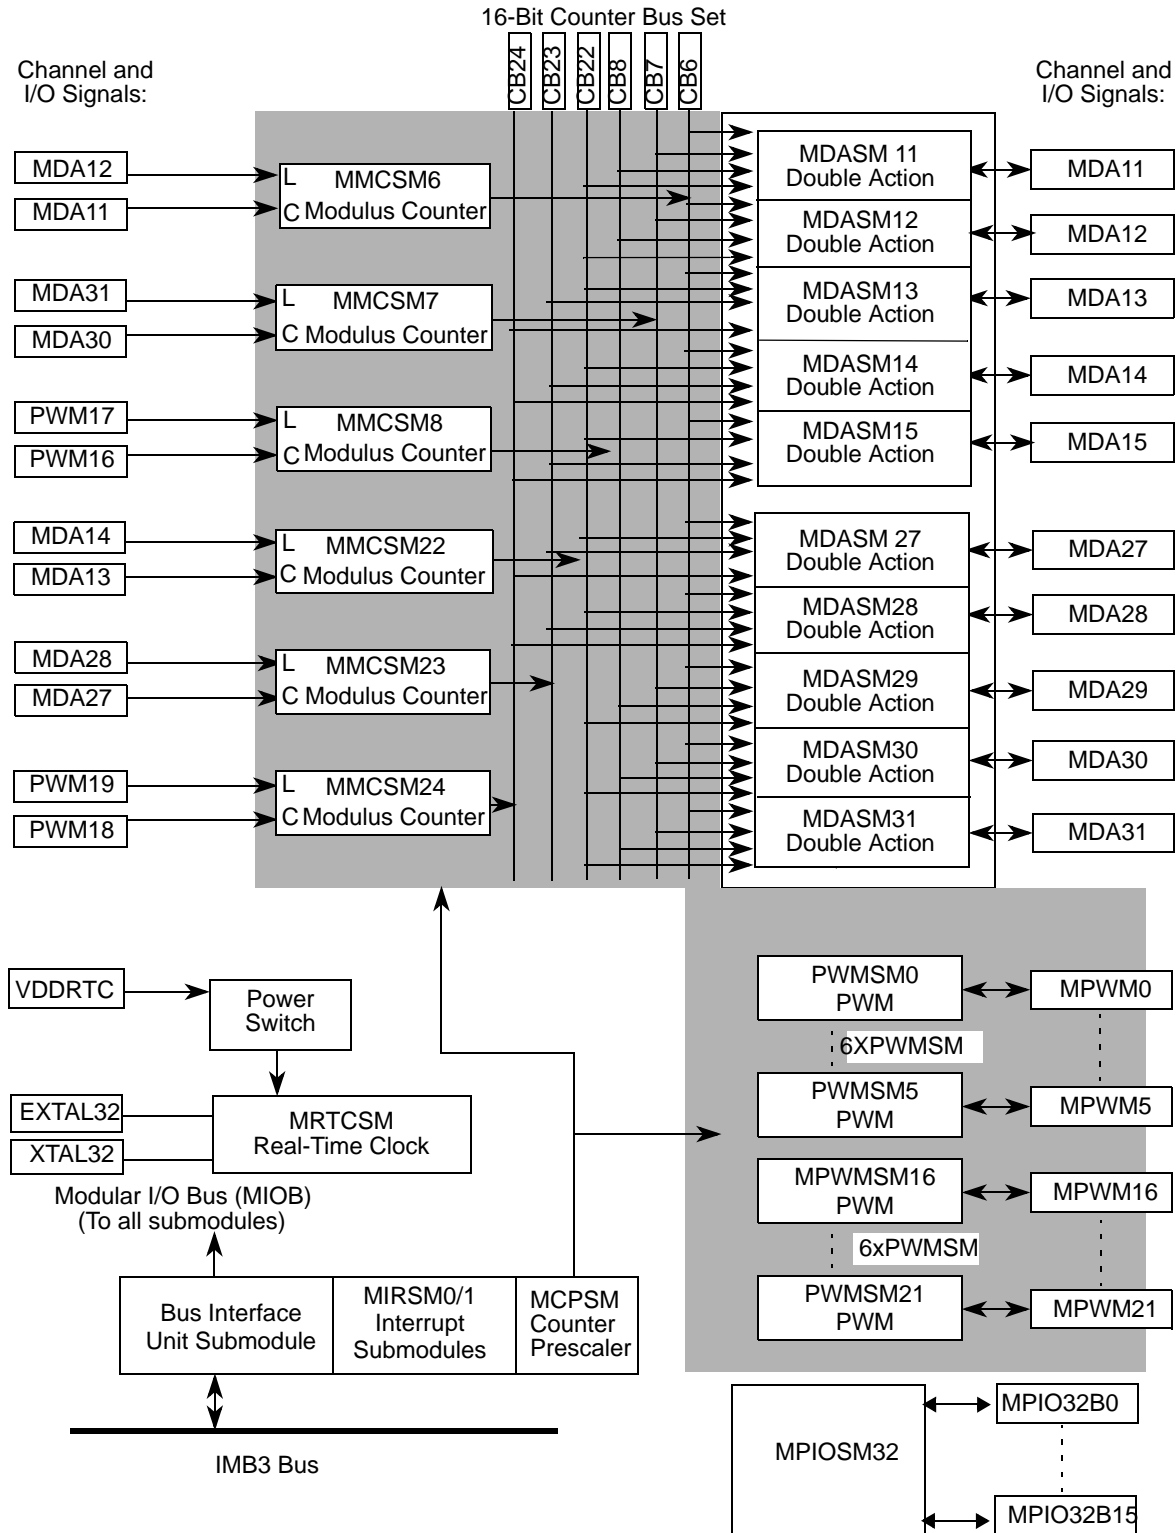 16-Bit Counter Bus Set
CB24
CB23
CB22
CB8
CB7
CB6
Channel and
I/O Signals:
Channel and
I/O Signals:
MDA12
MDA11
L
C
MMCSM6
Modulus Counter
MDA31
MDA30
L
C
MMCSM7
Modulus Counter
PWM17
PWM16
L
C
MMCSM8
Modulus Counter
MDA14
MDA13
L
C
MMCSM22
Modulus Counter
MDA28
MDA27
L
C
MMCSM23
Modulus Counter
PWM19
PWM18
L
C
MMCSM24
Modulus Counter
MDASM 11
Double Action
MDA11
MDASM12
Double Action
MDA12
MDASM13
Double Action
MDA13
MDASM14
Double Action
MDA14
MDASM15
Double Action
MDA15
MDASM 27
Double Action
MDA27
MDASM28
Double Action
MDA28
MDASM29
Double Action
MDA29
MDASM30
Double Action
MDA30
MDASM31
Double Action
MDA31
VDDRTC
Power
Switch
EXTAL32
XTAL32
MRTCSM
Real-Time Clock
Modular I/O Bus (MIOB)
(To all submodules)
Bus Interface
Unit Submodule
MIRSM0/1
Interrupt
Submodules
MCPSM
Counter
Prescaler
IMB3 Bus
PWMSM0
PWM
MPWM0
6XPWMSM
PWMSM5
PWM
MPWM5
MPWMSM16
PWM
MPWM16
6xPWMSM
PWMSM21
PWM
MPWM21
MPIOSM32
MPIO32B0
MPIO32B15